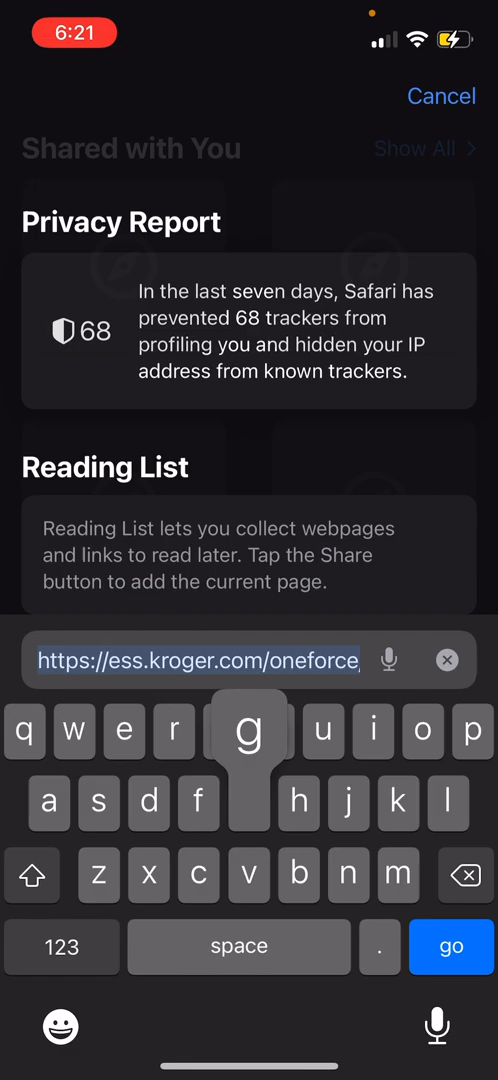 6:21
Cancel
Shared with You
Show All
Privacy Report
68
In the last seven days, Safari has
prevented 68 trackers from
profiling you and hidden your IP
address from known trackers.
Reading List
Reading List lets you collect webpages
and links to read later. Tap the Share
button to add the current page.
https://ess.kroger.com/oneforce
q w e r g u i o p
a s d f h j k l
z x c v b n m
123 space . go